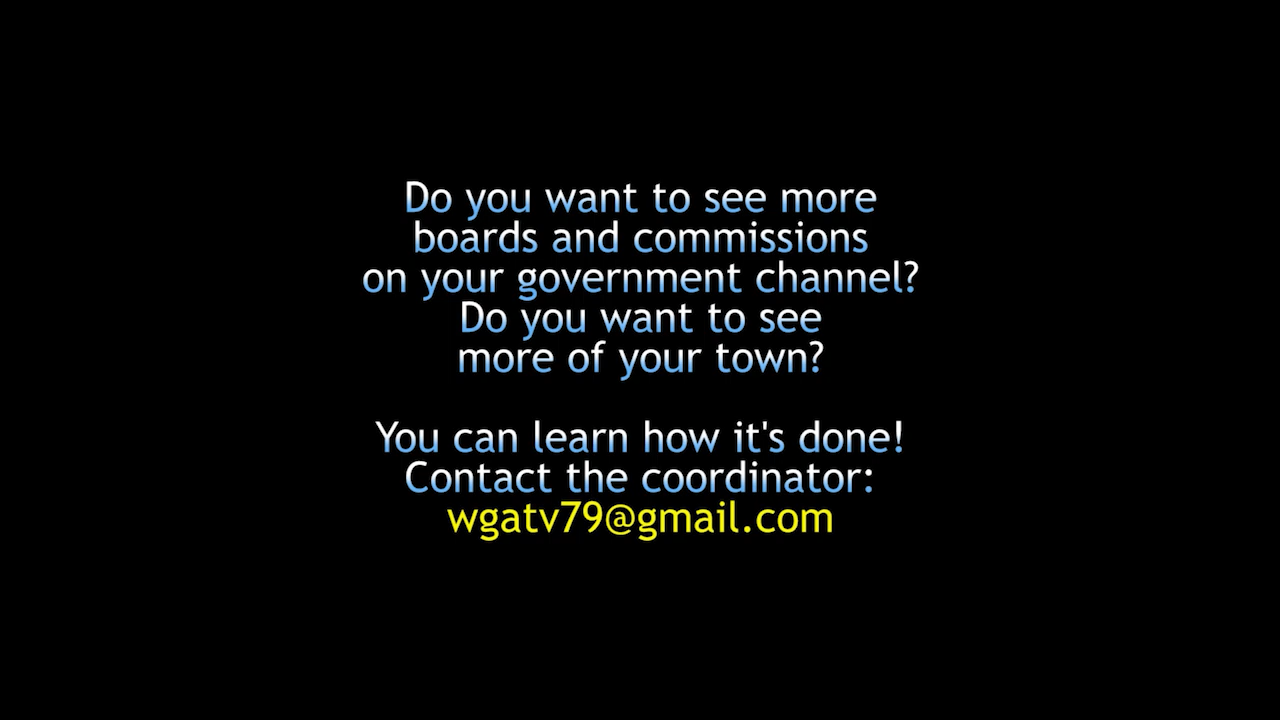 Do you want to see more
boards and commissions
on your government channel?
Do you want to see
more of your town?
You can learn how it's done!
Contact the coordinator:
wgatv79@gmail.com